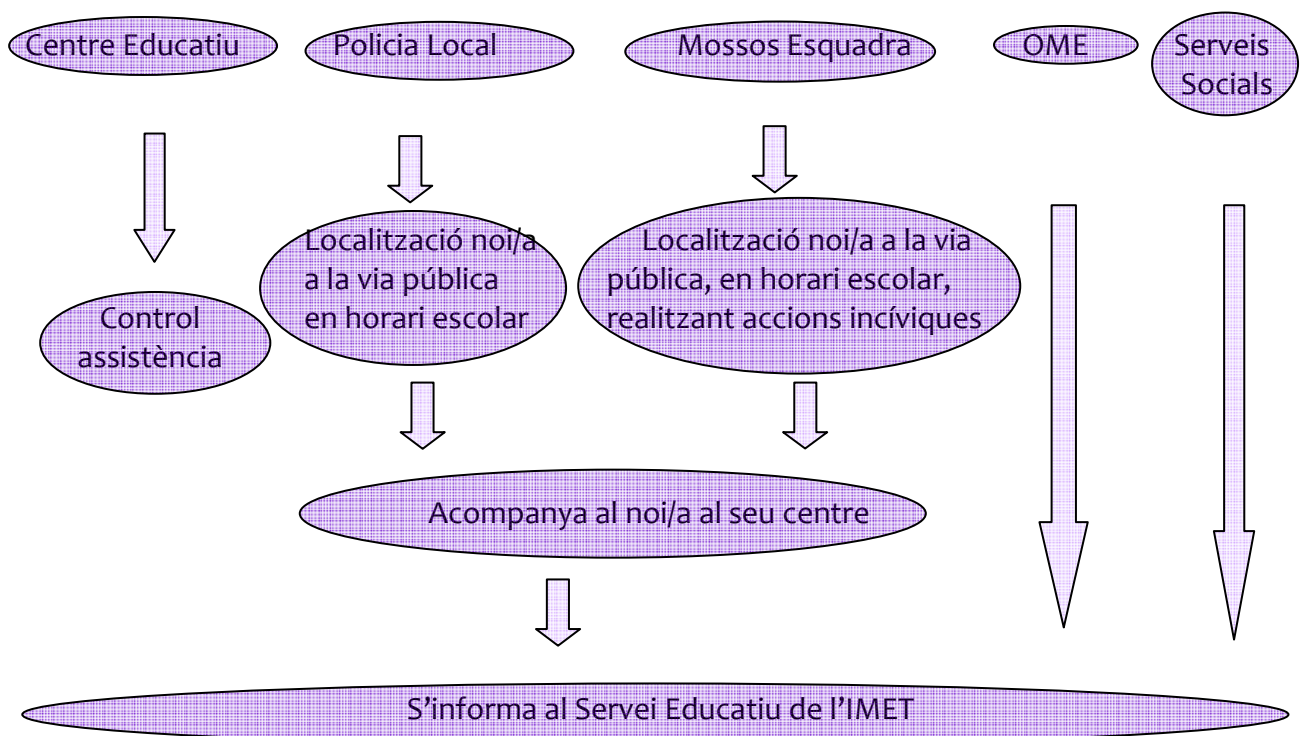 Centre Educatiu
Policia Local
Mossos Esquadra
OME
Serveis
Socials
Localització noi/a
a la via pública
en horari escolar
Localització noi/a a la via
pública, en horari escolar,
realitzant accions incíviques
Control
assistència
Acompanya al noi/a al seu centre
S’informa al Servei Educatiu de l’IMET